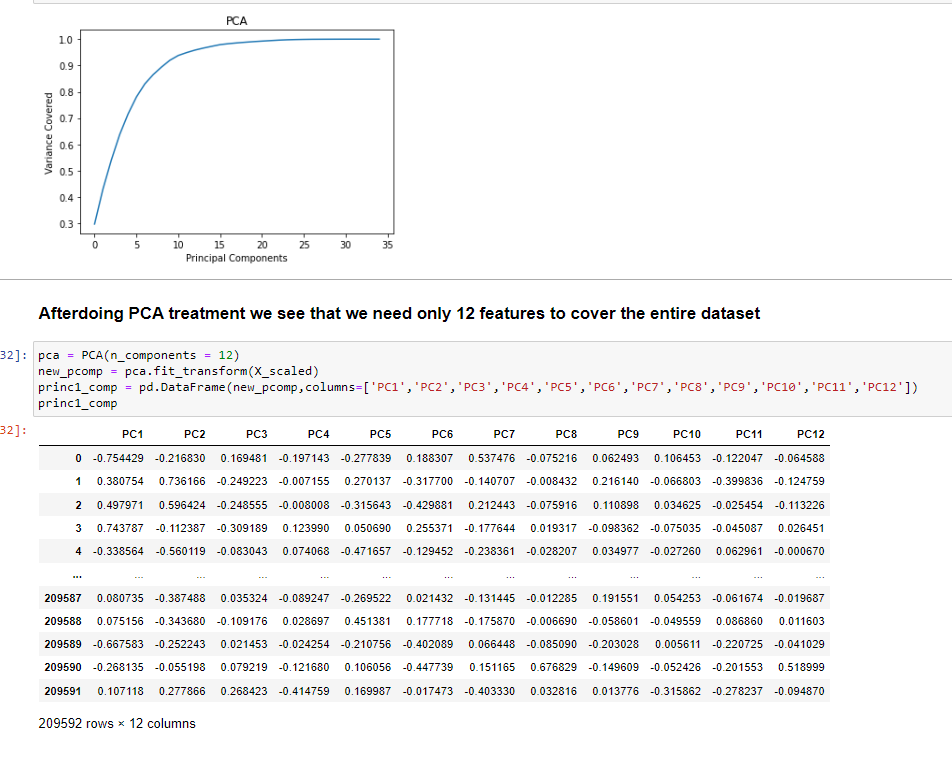 PCA
1.0
0.9
0.8
0.7
0.6
0.5
0.4
0.3
Variance Covered
0 5 10 15 20 25 30 35
Principal Components
Afterdoing PCA treatment we see that we need only 12 features to cover the entire dataset
32]: pca = PCA(n_components = 12)
new_pcomp = pca.fit_transform(X_scaled)
princ1_comp = pd.DataFrame(new_pcomp,columns=['PC1','PC2','PC3','PC4','PC5','PC6','PC7','PC8','PC9','PC10','PC11','PC12'])
princ1_comp
32]:
PC1 PC2 PC3 PC4 PC5 PC6 PC7 PC8 PC9 PC10 PC11 PC12
0 -0.754429 -0.216830 0.169481 -0.197143 -0.277839 0.188307 0.537476 -0.075216 0.062493 0.106453 -0.122047 -0.064588
1 0.380754 0.736166 -0.249223 -0.007155 0.270137 -0.317700 -0.140707 -0.008432 0.216140 -0.066803 -0.399836 -0.124759
2 0.497971 0.596424 -0.248555 -0.008008 -0.315643 -0.429881 0.212443 -0.075916 0.110898 0.034625 -0.025454 -0.113226
3 0.743787 -0.112387 -0.309189 0.123990 0.050690 0.255371 -0.177644 0.019317 -0.098362 -0.075035 -0.045087 0.026451
4 -0.338564 -0.560119 -0.083043 0.074068 -0.471657 -0.129452 -0.238361 -0.028207 0.034977 -0.027260 0.062961 -0.000670
... ... ... ... ... ... ... ... ... ... ... ... ...
209587 0.080735 -0.387488 0.035324 -0.089247 -0.269522 0.021432 -0.131445 -0.012285 0.191551 0.054253 -0.061674 -0.019687
209588 0.075156 -0.343680 -0.109176 0.028697 0.451381 0.177718 -0.175870 -0.006690 -0.058601 -0.049559 0.086860 0.011603
209589 -0.667583 -0.252243 0.021453 -0.024254 -0.210756 -0.402089 0.066448 -0.085090 -0.203028 0.005611 -0.220725 -0.041029
209590 -0.268135 -0.055198 0.079219 -0.121680 0.106056 -0.447739 0.151165 0.676829 -0.149609 -0.052426 -0.201553 0.518999
209591 0.107118 0.277866 0.268423 -0.414759 0.169987 -0.017473 -0.403330 0.032816 0.013776 -0.315862 -0.278237 -0.094870
209592 rows × 12 columns